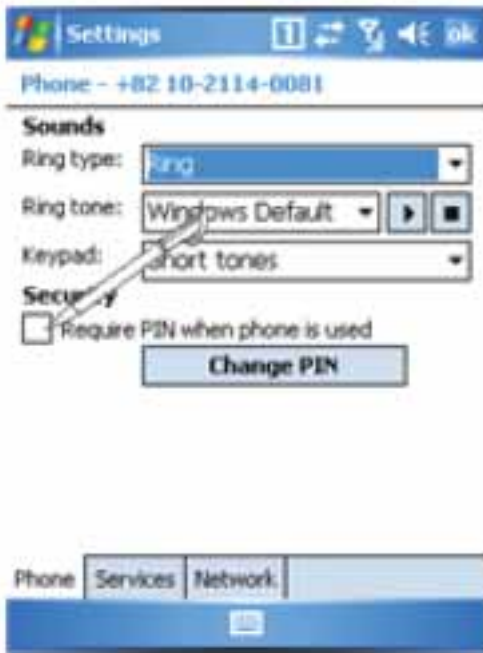 Settings 1 ok
Phone - +82 10-2114-0081
Sounds
Ring type: Ring
Ring tone: Windows Default
Keypad: Short tones
Security
Require PIN when phone is used
Change PIN
Phone Services Network